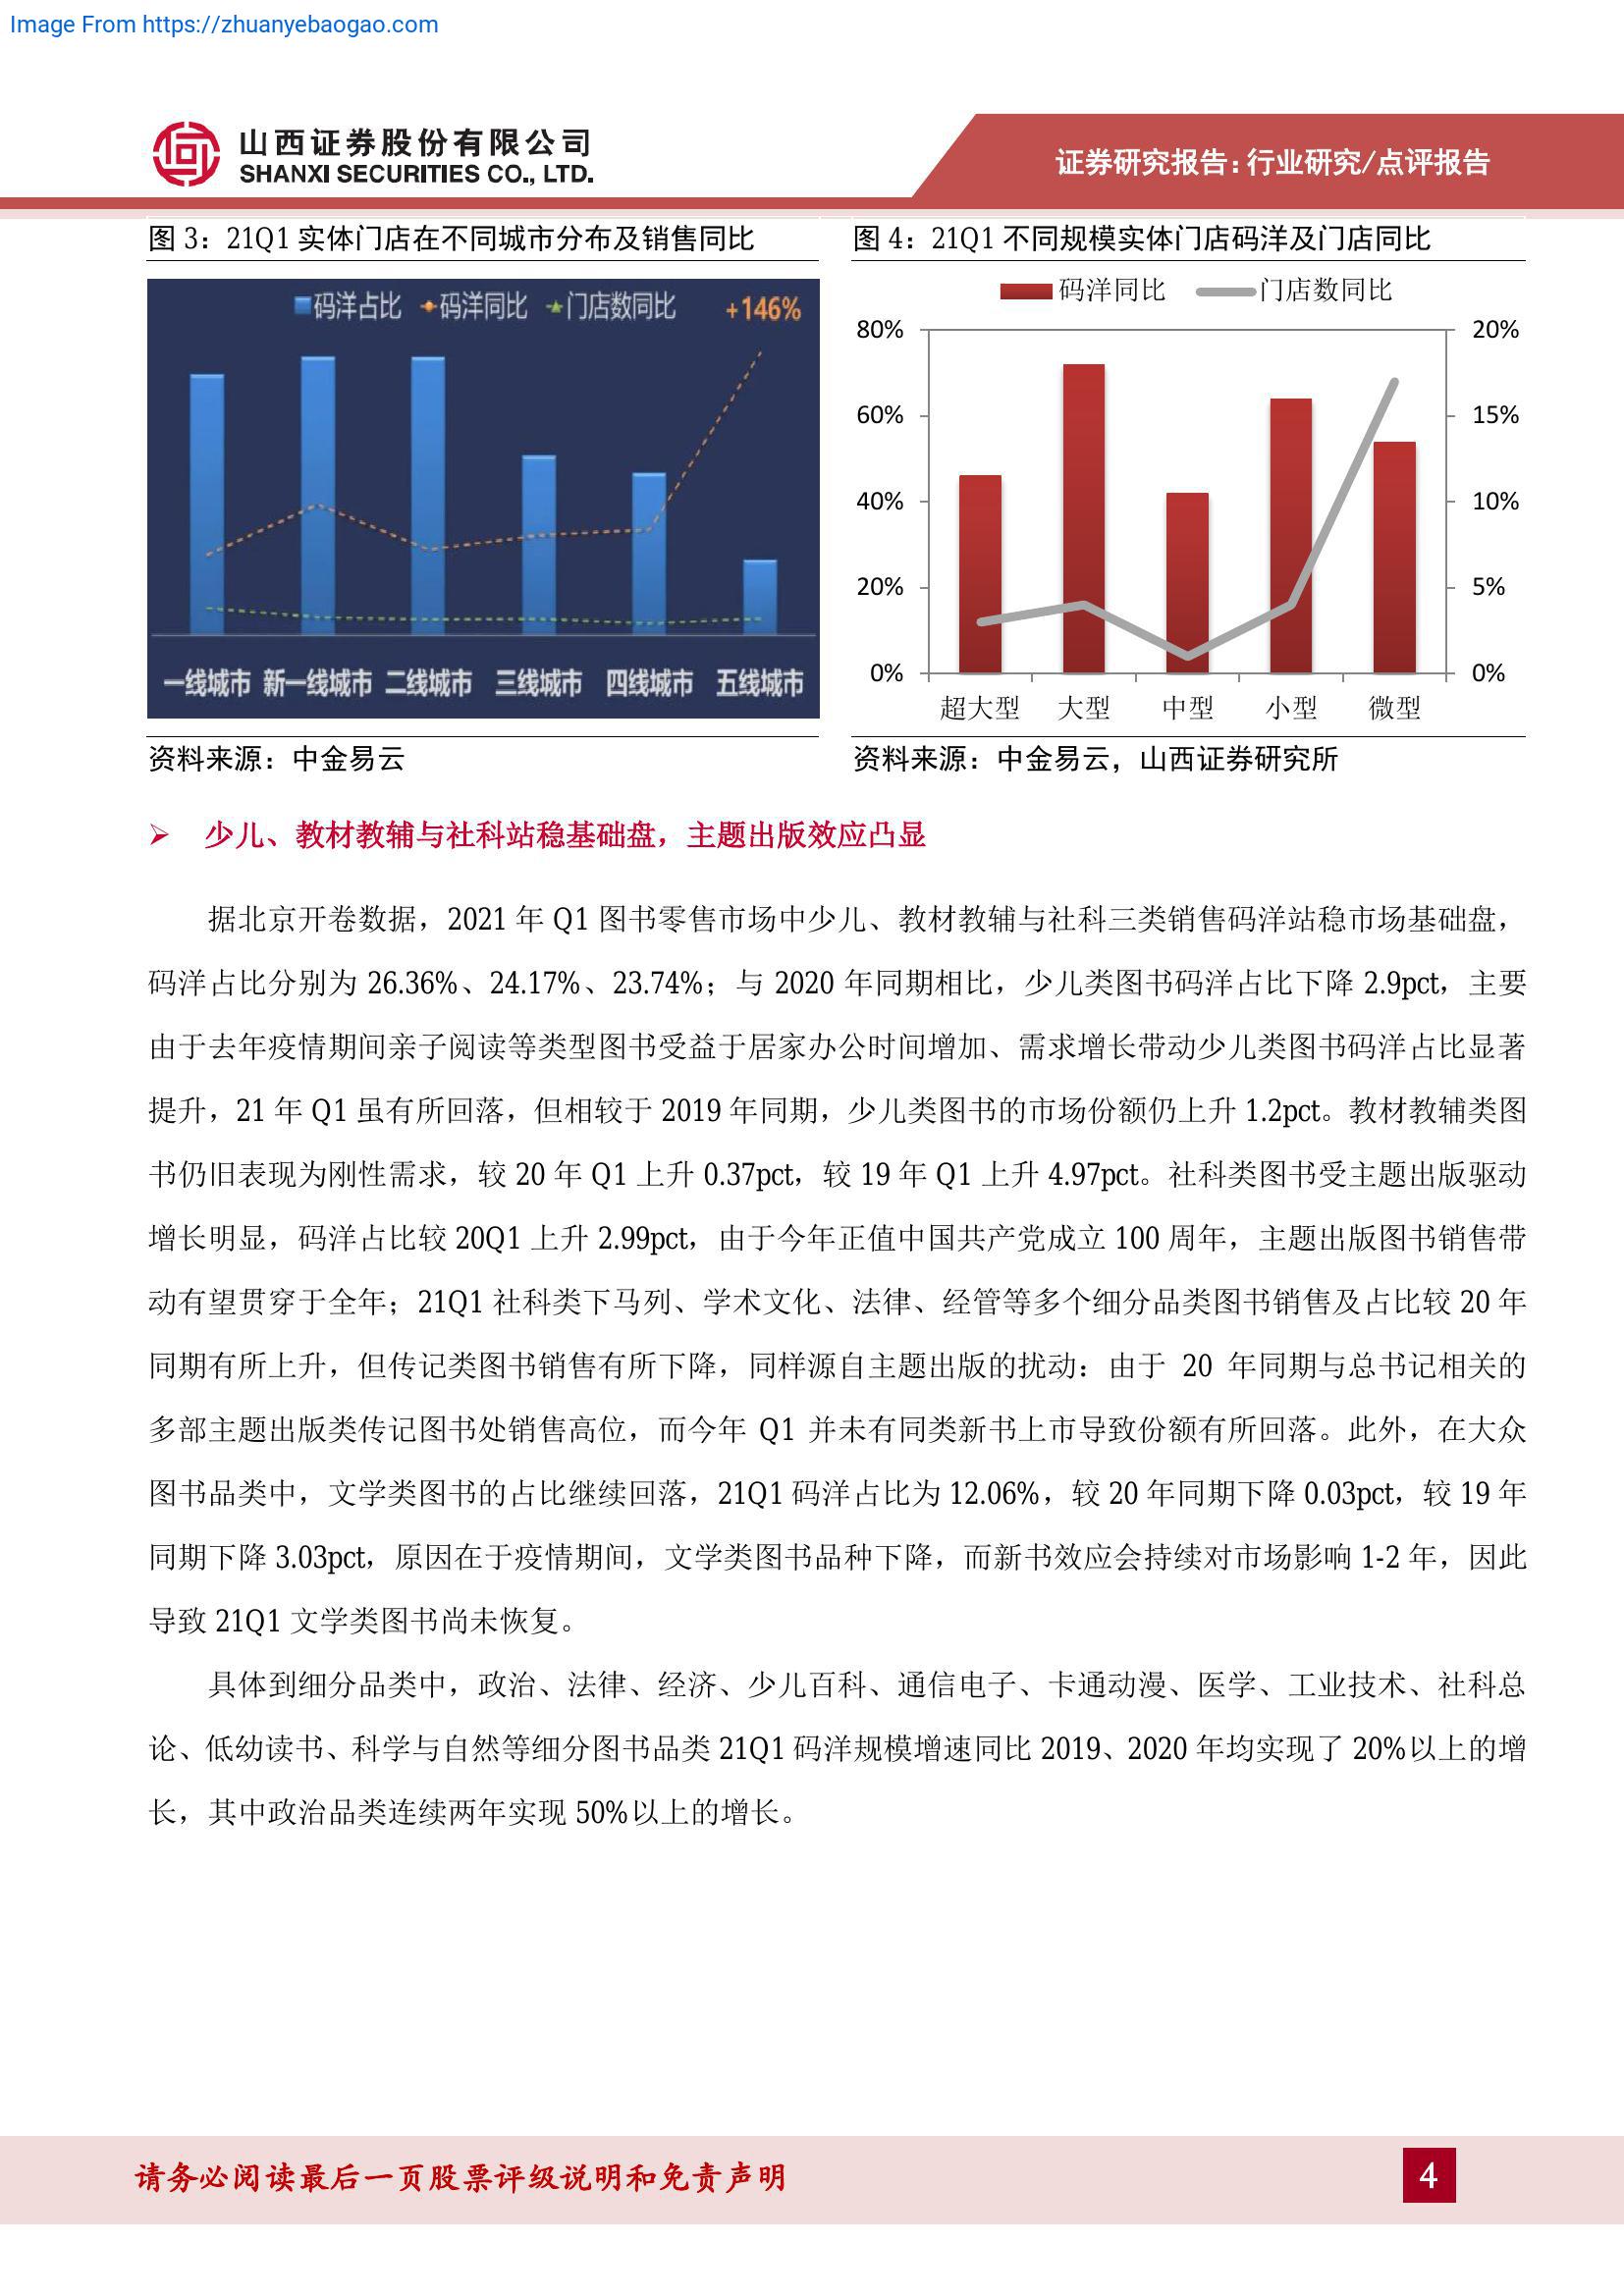 Image From https://zhuanyebaogao.com
山西证券股份有限公司
SHANXI SECURITIES CO., LTD.
证券研究报告：行业研究/点评报告
图 3：21Q1 实体门店在不同城市分布及销售同比
码洋占比 码洋同比 门店数同比 +146%
一线城市 新一线城市 二线城市 三线城市 四线城市 五线城市
资料来源：中金易云
图 4：21Q1 不同规模实体门店码洋及门店同比
码洋同比 门店数同比
80% 20%
60% 15%
40% 10%
20% 5%
0% 0%
超大型 大型 中型 小型 微型
资料来源：中金易云，山西证券研究所
➢ 少儿、教材教辅与社科站稳基础盘，主题出版效应凸显
据北京开卷数据，2021 年 Q1 图书零售市场中少儿、教材教辅与社科三类销售码洋站稳市场基础盘，
码洋占比分别为 26.36%、24.17%、23.74%；与 2020 年同期相比，少儿类图书码洋占比下降 2.9pct，主要
由于去年疫情期间亲子阅读等类型图书受益于居家办公时间增加、需求增长带动少儿类图书码洋占比显著
提升，21 年 Q1 虽有所回落，但相较于 2019 年同期，少儿类图书的市场份额仍上升 1.2pct。教材教辅类图
书仍旧表现为刚性需求，较 20 年 Q1 上升 0.37pct，较 19 年 Q1 上升 4.97pct。社科类图书受主题出版驱动
增长明显，码洋占比较 20Q1 上升 2.99pct，由于今年正值中国共产党成立 100 周年，主题出版图书销售带
动有望贯穿于全年；21Q1 社科类下马列、学术文化、法律、经管等多个细分品类图书销售及占比较 20 年
同期有所上升，但传记类图书销售有所下降，同样源自主题出版的扰动：由于 20 年同期与总书记相关的
多部主题出版类传记图书处销售高位，而今年 Q1 并未有同类新书上市导致份额有所回落。此外，在大众
图书品类中，文学类图书的占比继续回落，21Q1 码洋占比为 12.06%，较 20 年同期下降 0.03pct，较 19 年
同期下降 3.03pct，原因在于疫情期间，文学类图书品种下降，而新书效应会持续对市场影响 1-2 年，因此
导致 21Q1 文学类图书尚未恢复。
具体到细分品类中，政治、法律、经济、少儿百科、通信电子、卡通动漫、医学、工业技术、社科总
论、低幼读书、科学与自然等细分图书品类 21Q1 码洋规模增速同比 2019、2020 年均实现了 20%以上的增
长，其中政治品类连续两年实现 50%以上的增长。
请务必阅读最后一页股票评级说明和免责声明
4